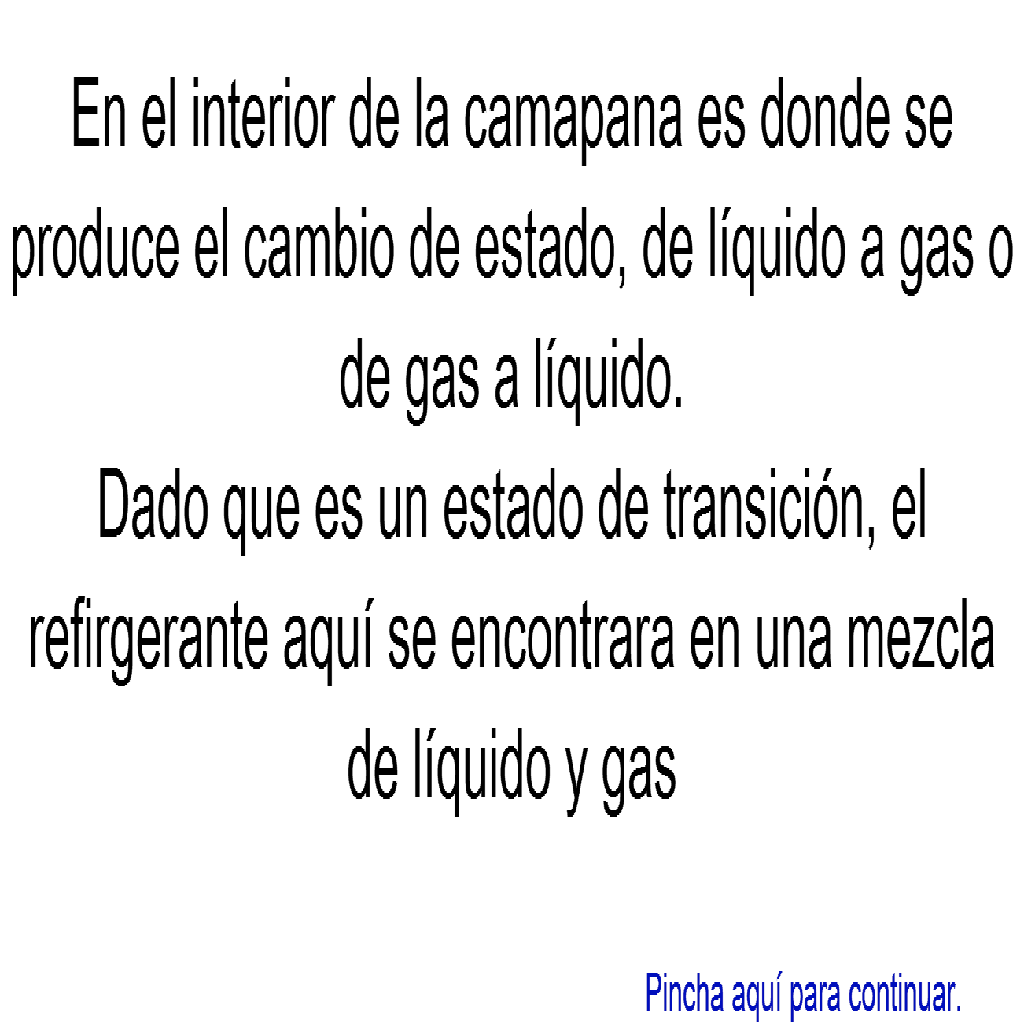 En el interior de la camapana es donde se
produce el cambio de estado, de líquido a gas o
de gas a líquido.
Dado que es un estado de transición, el
refirgerante aquí se encontrara en una mezcla
de líquido y gas
Pincha aquí para continuar.